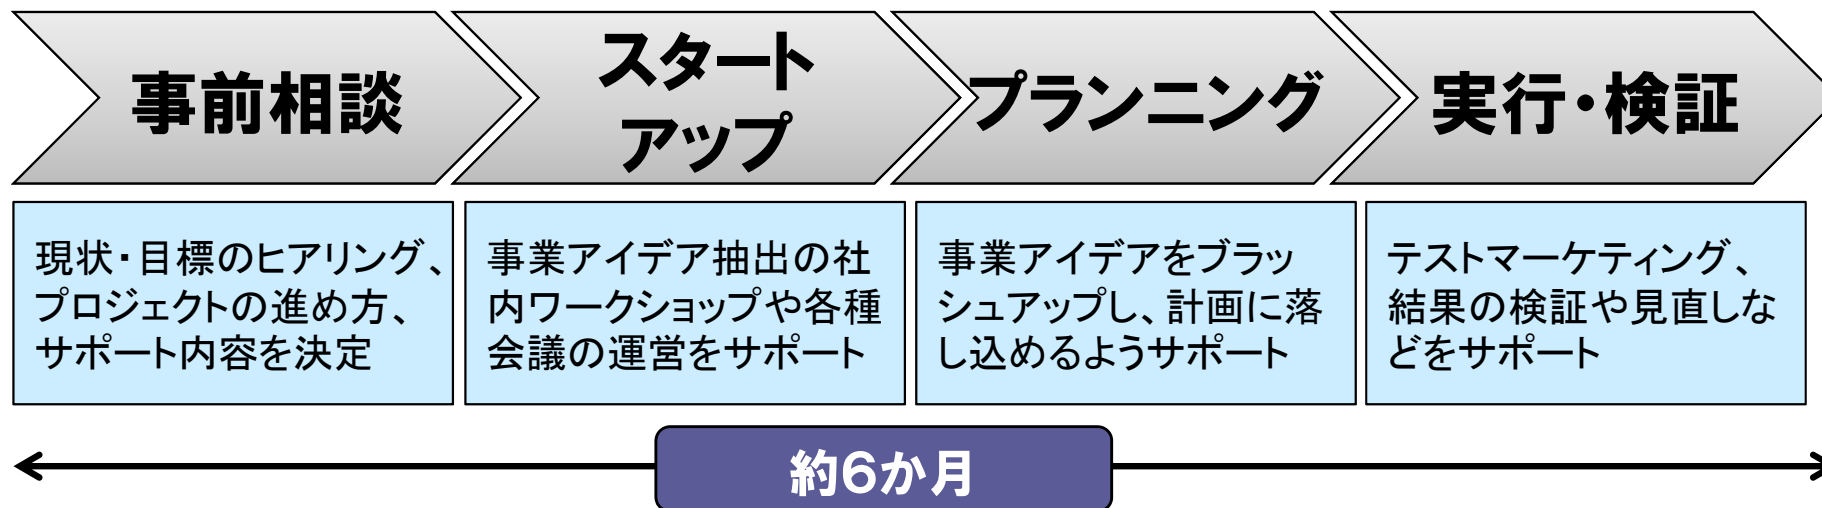 事前相談
スタート
アップ
プランニング
実行・検証
現状・目標のヒアリング、
プロジェクトの進め方、
サポート内容を決定
事業アイデア抽出の社
内ワークショップや各種
会議の運営をサポート
事業アイデアをブラッ
シュアップし、計画に落
し込めるようサポート
テストマーケティング、
結果の検証や見直しな
どをサポート
約6か月